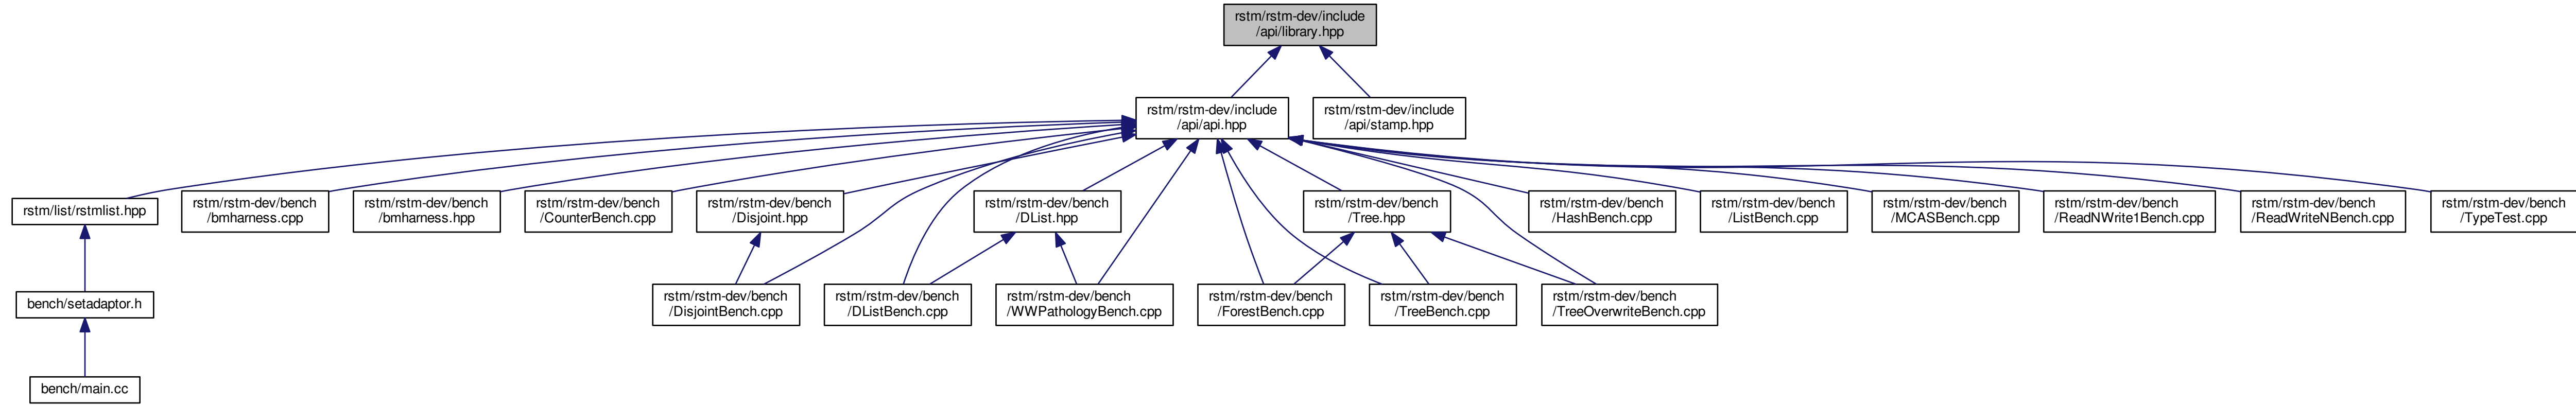 rstm/rstm-dev/include
/api/library.hpp
rstm/rstm-dev/include
/api/api.hpp
rstm/rstm-dev/include
/api/stamp.hpp
rstm/list/rstmlist.hpp
rstm/rstm-dev/bench
/bmharness.cpp
rstm/rstm-dev/bench
/bmharness.hpp
rstm/rstm-dev/bench
/CounterBench.cpp
rstm/rstm-dev/bench
/Disjoint.hpp
rstm/rstm-dev/bench
/DList.hpp
rstm/rstm-dev/bench
/Tree.hpp
rstm/rstm-dev/bench
/HashBench.cpp
rstm/rstm-dev/bench
/ListBench.cpp
rstm/rstm-dev/bench
/MCASBench.cpp
rstm/rstm-dev/bench
/ReadNWrite1Bench.cpp
rstm/rstm-dev/bench
/ReadWriteNBench.cpp
rstm/rstm-dev/bench
/TypeTest.cpp
bench/setadaptor.h
rstm/rstm-dev/bench
/DisjointBench.cpp
rstm/rstm-dev/bench
/DListBench.cpp
rstm/rstm-dev/bench
/WWPathologyBench.cpp
rstm/rstm-dev/bench
/ForestBench.cpp
rstm/rstm-dev/bench
/TreeBench.cpp
rstm/rstm-dev/bench
/TreeOverwriteBench.cpp
bench/main.cc